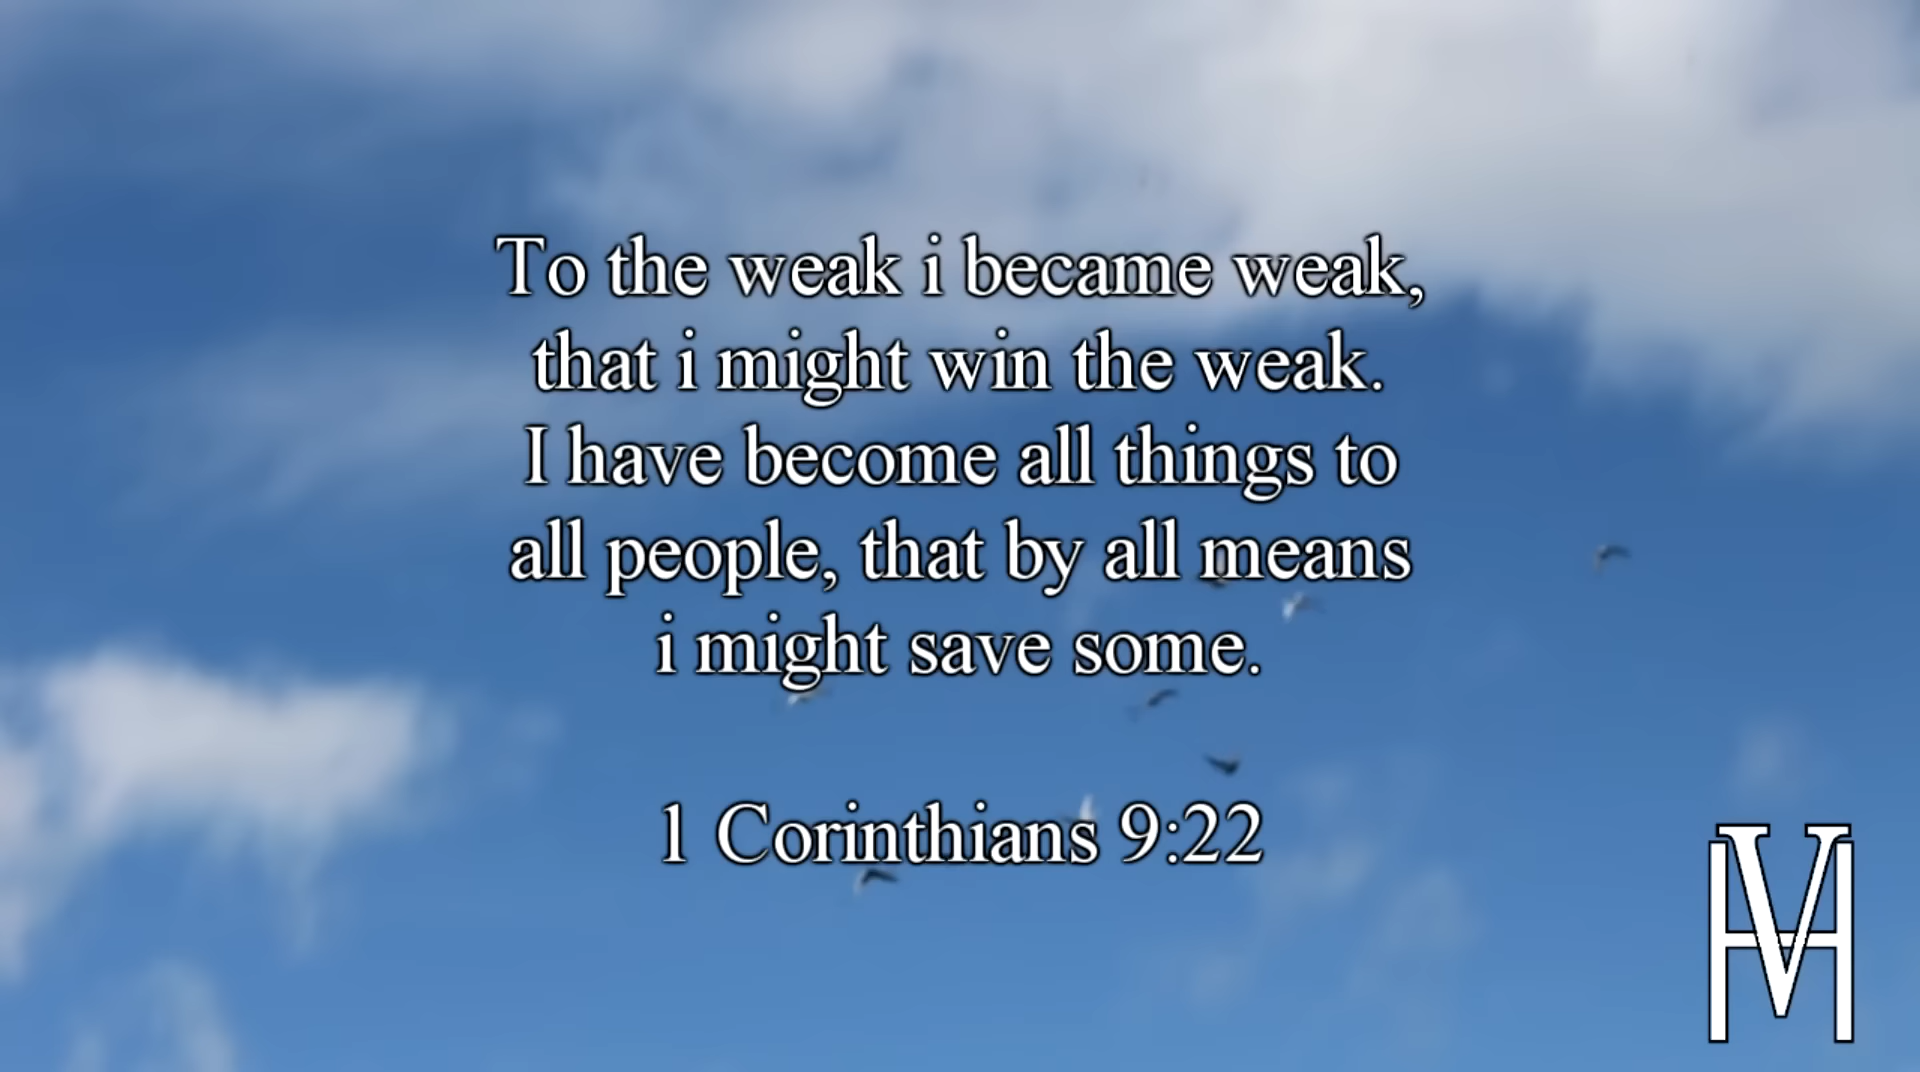 To the weak i became weak,
that i might win the weak.
I have become all things to
all people, that by all means
i might save some.
1 Corinthians 9:22
VH